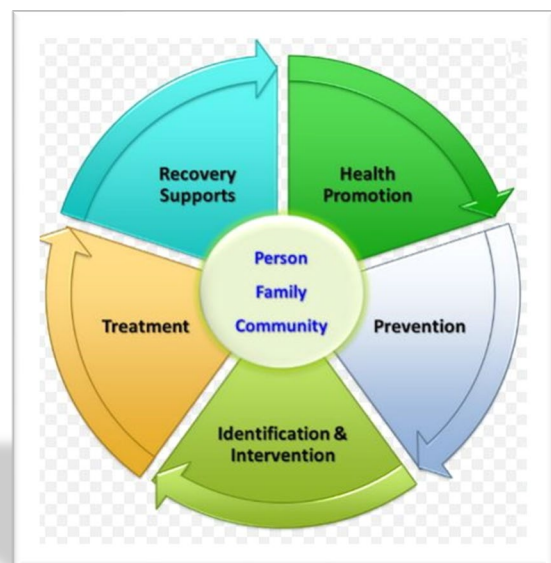 Recovery
Supports
Health
Promotion
Person
Family
Community
Treatment
Prevention
Identification &
Intervention